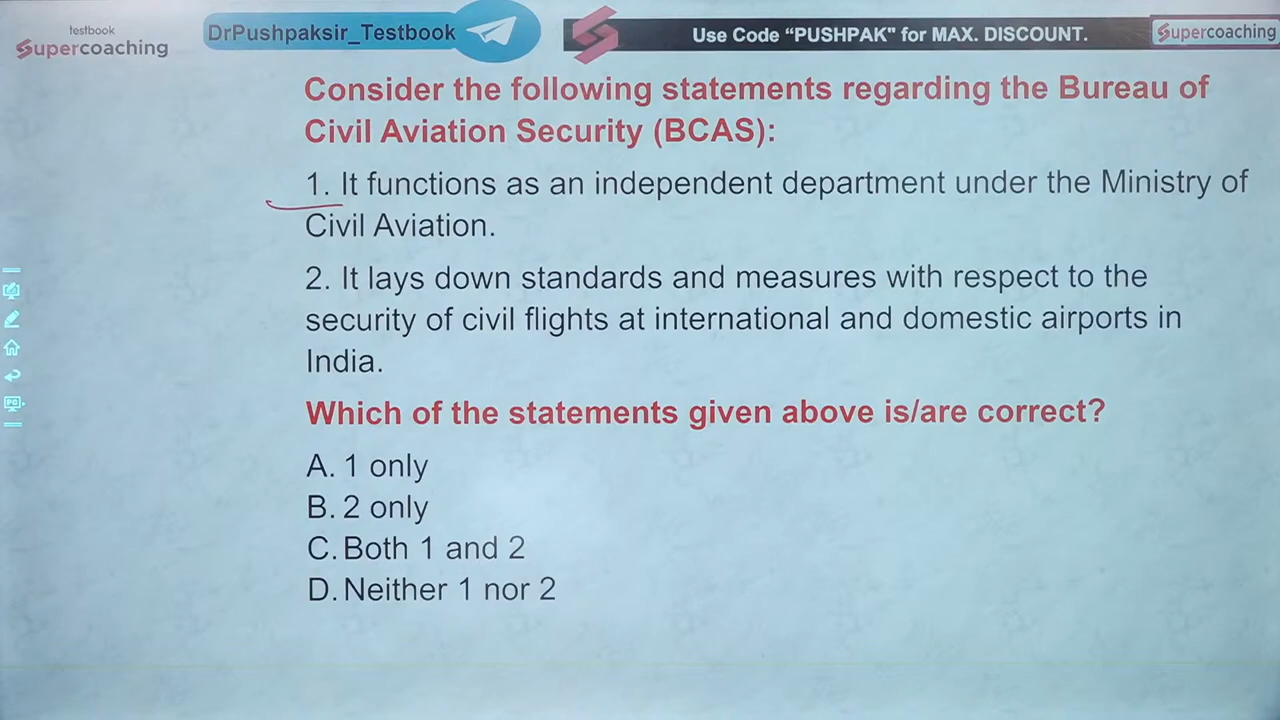 testbook
Supercoaching
DrPushpaksir_Testbook
Use Code “PUSHPAK" for MAX. DISCOUNT.
Supercoaching
Consider the following statements regarding the Bureau of
Civil Aviation Security (BCAS):
1. It functions as an independent department under the Ministry of
Civil Aviation.
2. It lays down standards and measures with respect to the
security of civil flights at international and domestic airports in
India.
Which of the statements given above is/are correct?
A. 1 only
B. 2 only
C. Both 1 and 2
D. Neither 1 nor 2
PG